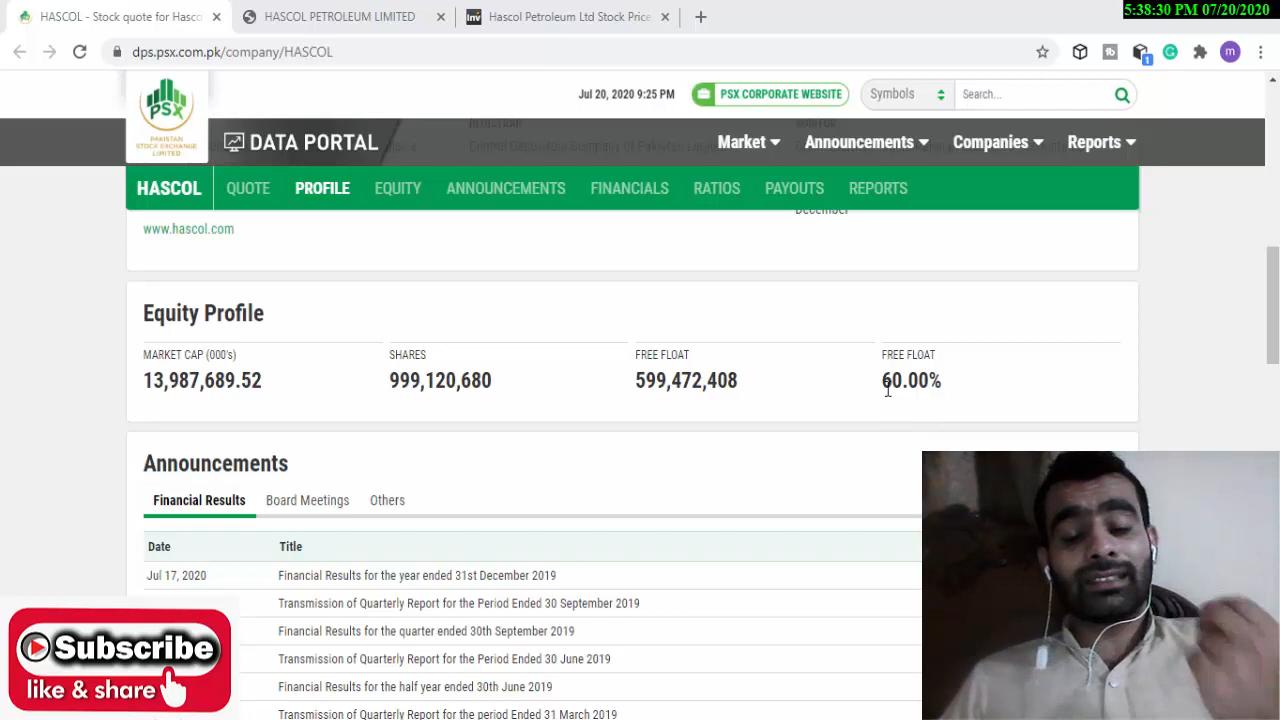 5:38:30 PM 07/20/2020
HASCOL - Stock quote for Hasco
HASCOL PETROLEUM LIMITED
Inv
Hascol Petroleum Ltd Stock Price
dps.psx.com.pk/company/HASCOL
tb
1
m
PSX
PAKISTAN
STOCK EXCHANGE
LIMITED
Jul 20, 2020 9:25 PM
PSX CORPORATE WEBSITE
Symbols
Search...
DATA PORTAL
Market
Announcements
Companies
Reports
HASCOL
QUOTE
PROFILE
EQUITY
ANNOUNCEMENTS
FINANCIALS
RATIOS
PAYOUTS
REPORTS
December
www.hascol.com
Equity Profile
MARKET CAP (000's)
SHARES
FREE FLOAT
FREE FLOAT
13,987,689.52
999,120,680
599,472,408
60.00%
Announcements
Financial Results
Board Meetings
Others
Date
Title
Jul 17, 2020
Financial Results for the year ended 31st December 2019
Transmission of Quarterly Report for the Period Ended 30 September 2019
Financial Results for the quarter ended 30th September 2019
Transmission of Quarterly Report for the Period Ended 30 June 2019
Financial Results for the half year ended 30th June 2019
Transmission of Quarterly Report for the period Ended 31 March 2019
Subscribe
like & share